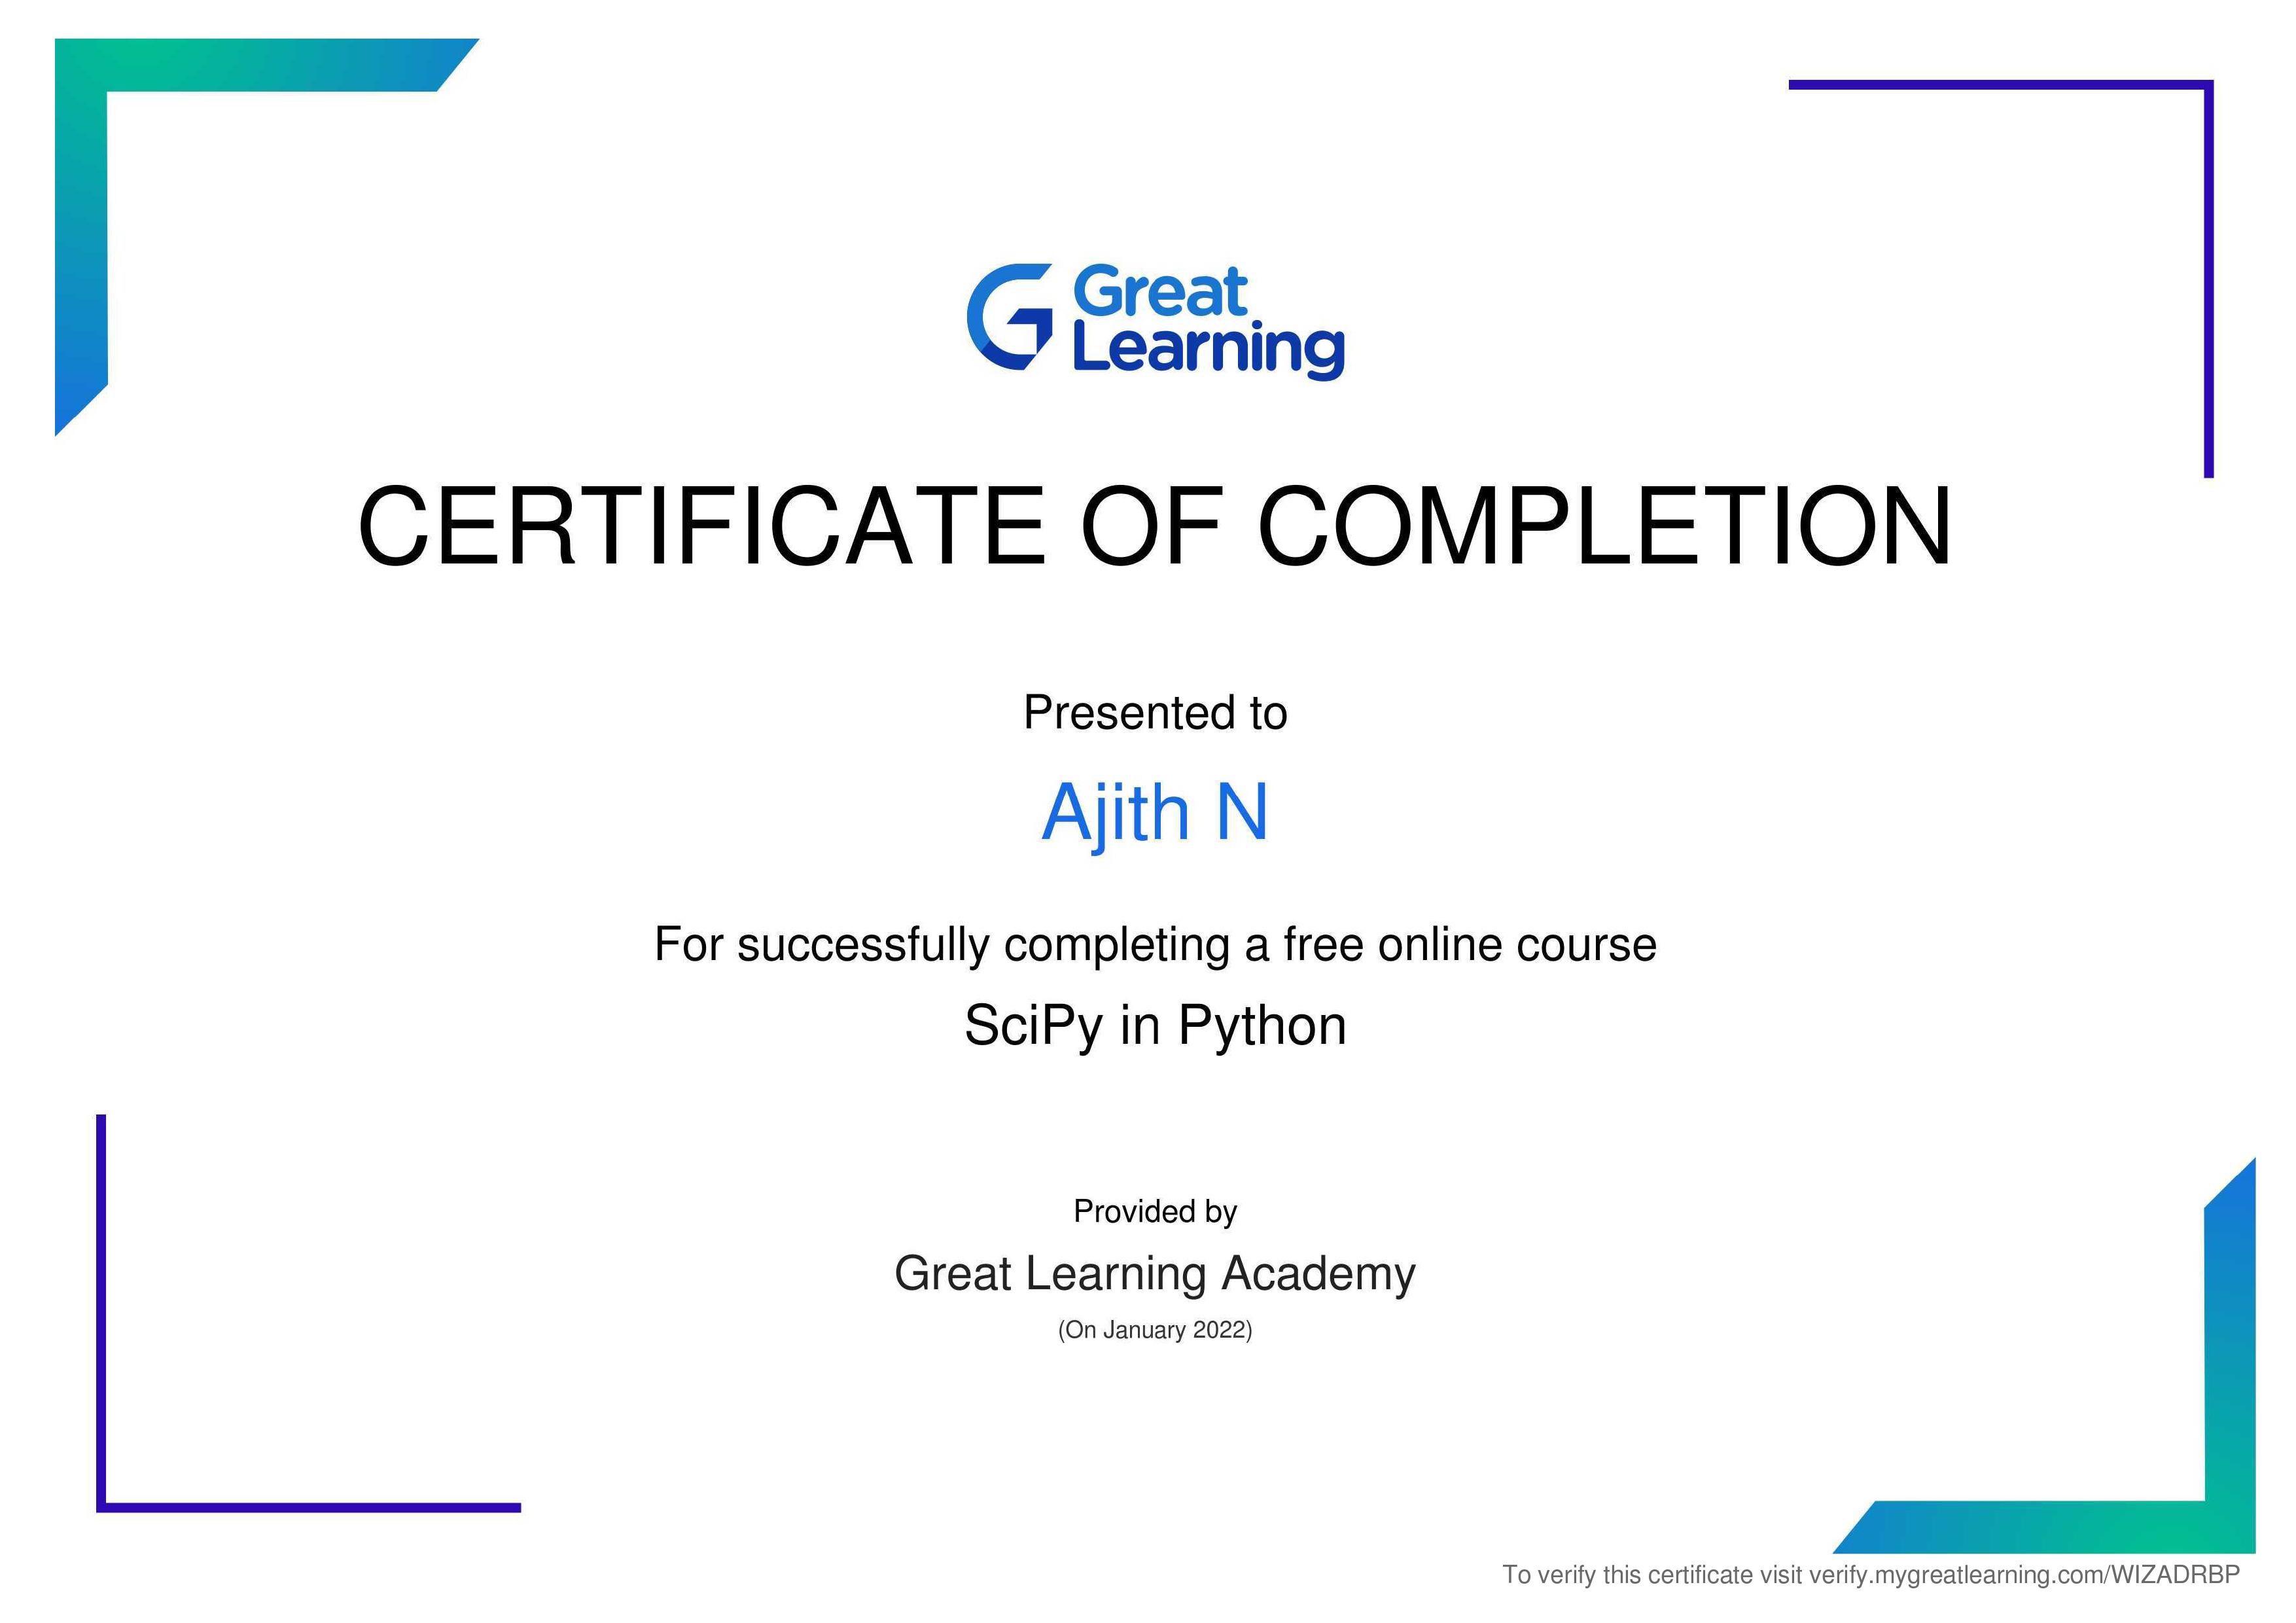 Great
Learning
CERTIFICATE OF COMPLETION
Presented to
Ajith N
For successfully completing a free online course
SciPy in Python
Provided by
Great Learning Academy
(On January 2022)
To verify this certificate visit verify.mygreatlearning.com/WIZADRBP